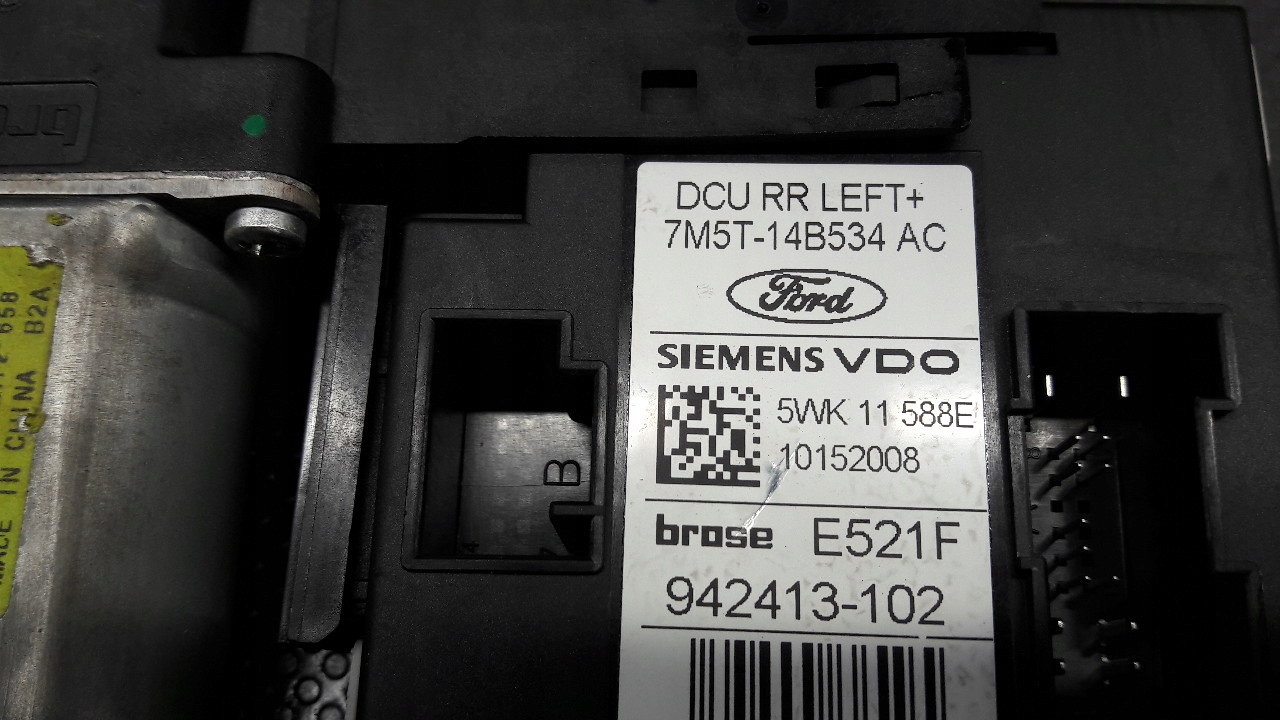 DCU RR LEFT+
7M5T-14B534 AC
Ford
SIEMENS VDO
5WK 11 588E
10152008
brose E521F
942413-102
B
MADE IN CHINA B2A